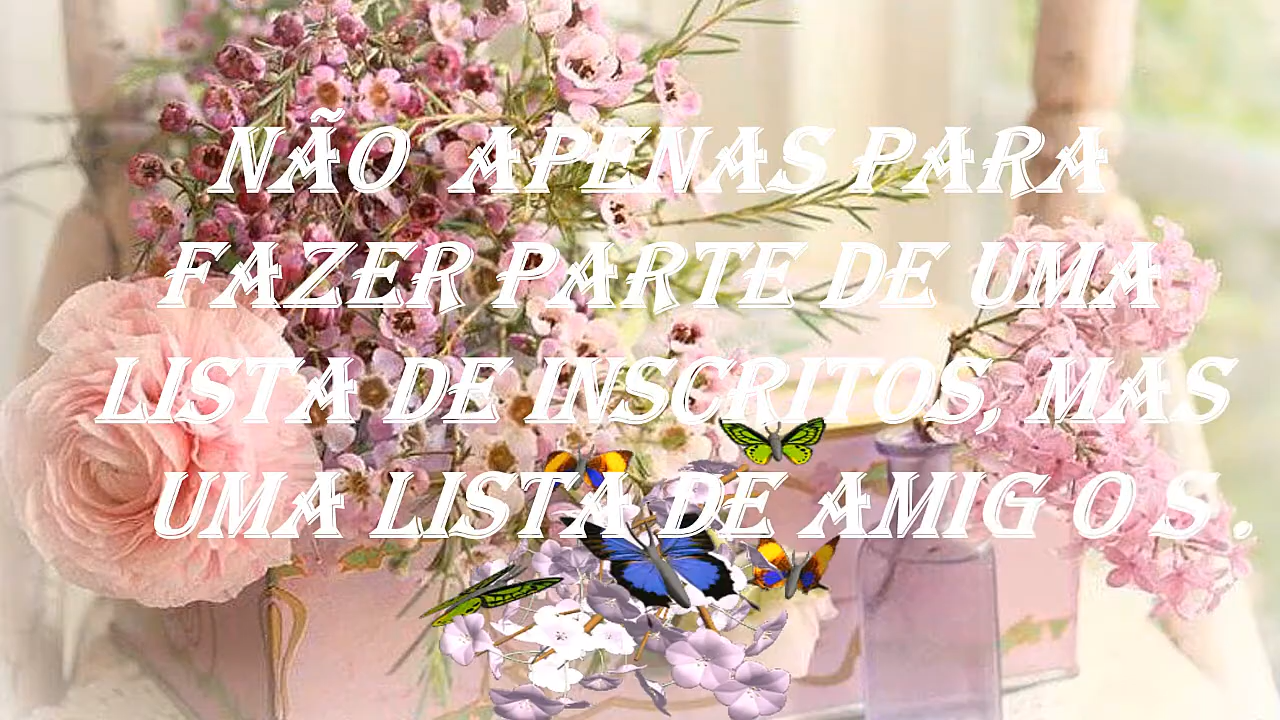 NÃO APENAS PARA
FAZER PARTE DE UMA
LISTA DE INSCRITOS, MAS
UMA LISTA DE AMIG O S .